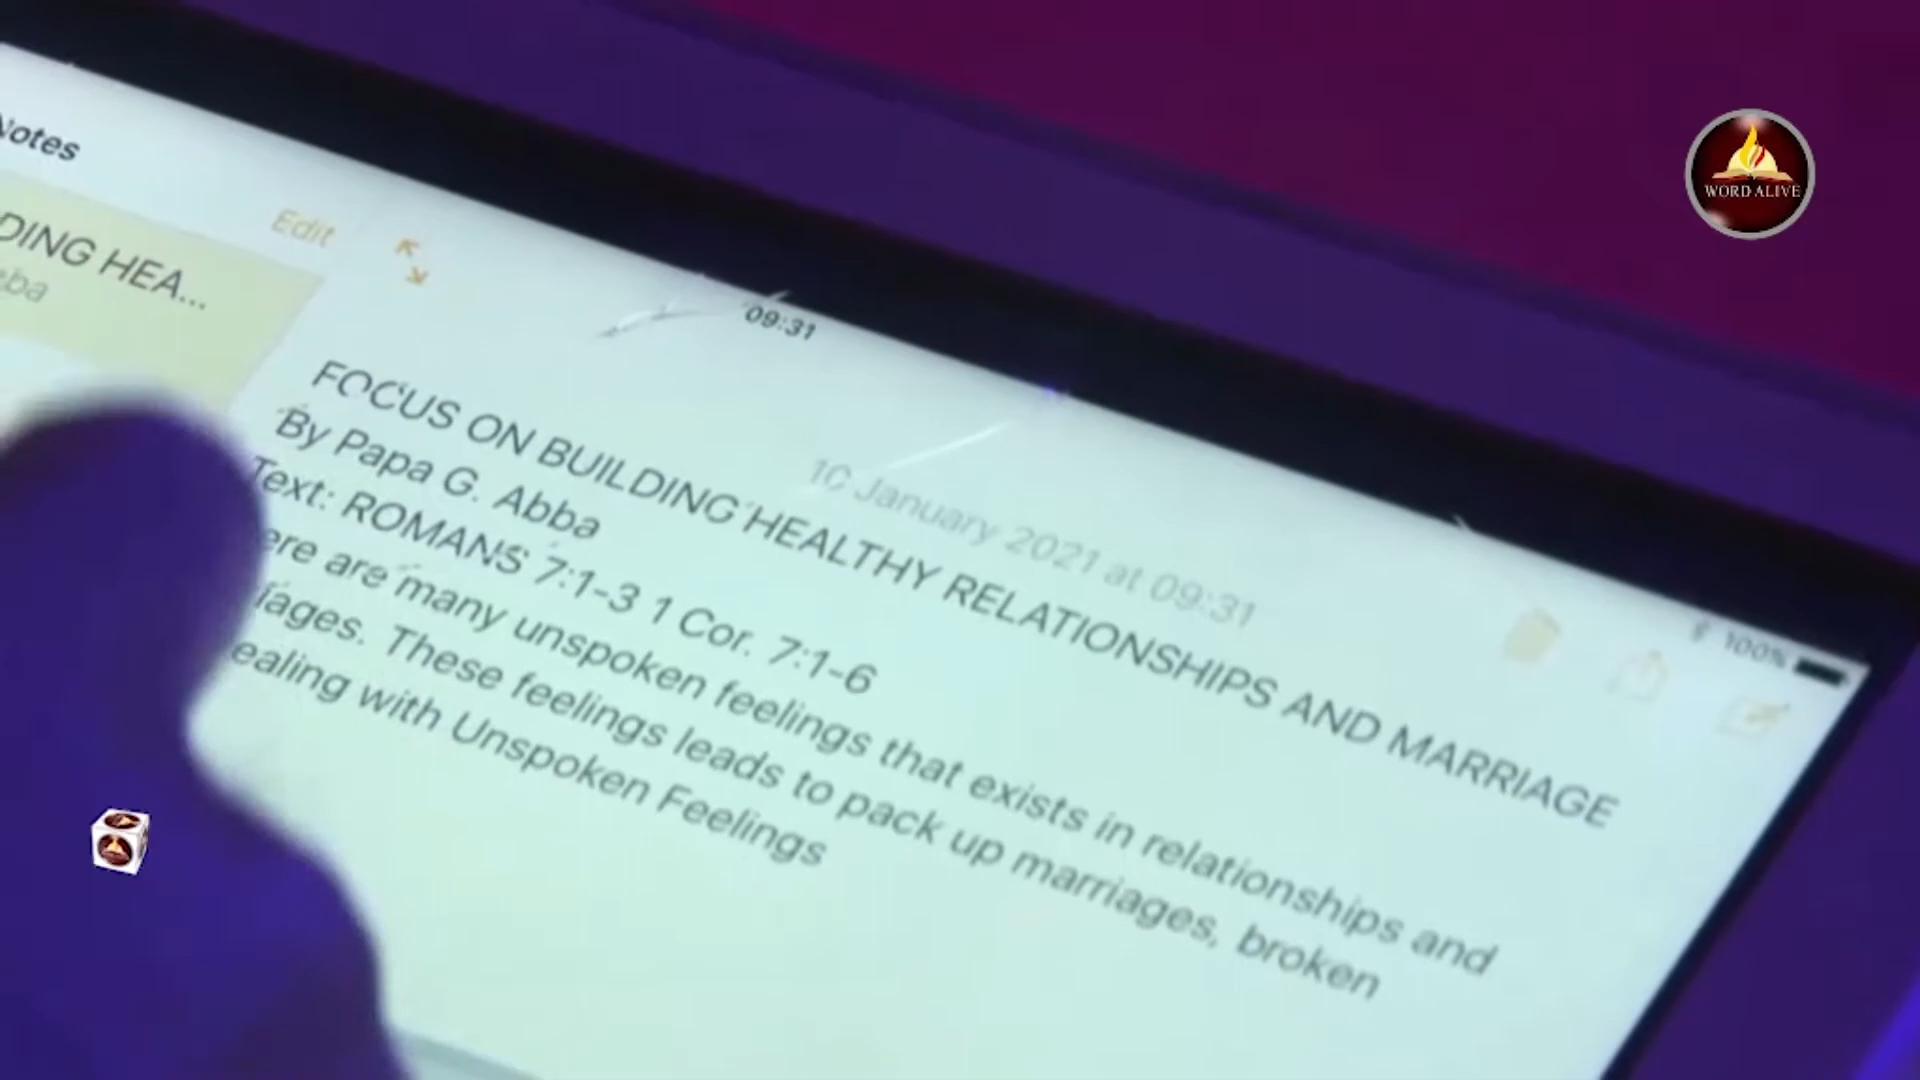 Notes
DING HEA...
Edit
09:31
100%
10 January 2021 at 09:31
FOCUS ON BUILDING HEALTHY RELATIONSHIPS AND MARRIAGE
By Papa G. Abba
Text: ROMANS 7:1-3 1 Cor. 7:1-6
ere are many unspoken feelings that exists in relationships and
iages. These feelings leads to pack up marriages, broken
ealing with Unspoken Feelings
WORD ALIVE